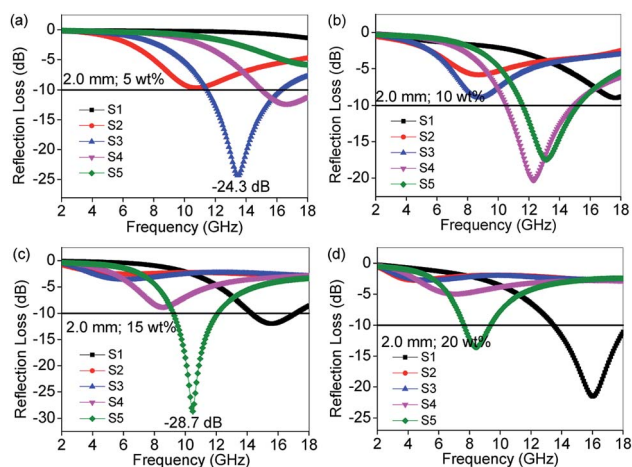 (a)
0
-5
-10
-15
-20
-25
Reflection Loss (dB)
2.0 mm; 5 wt%
S1
S2
S3
S4
S5
-24.3 dB
2 4 6 8 10 12 14 16 18
Frequency (GHz)
(b)
0
-5
-10
-15
-20
Reflection Loss (dB)
2.0 mm; 10 wt%
S1
S2
S3
S4
S5
2 4 6 8 10 12 14 16 18
Frequency (GHz)
(c)
0
-5
-10
-15
-20
-25
-30
Reflection Loss (dB)
2.0 mm; 15 wt%
S1
S2
S3
S4
S5
-28.7 dB
2 4 6 8 10 12 14 16 18
Frequency (GHz)
(d)
0
-5
-10
-15
-20
-25
Reflection Loss (dB)
2.0 mm; 20 wt%
S1
S2
S3
S4
S5
2 4 6 8 10 12 14 16 18
Frequency (GHz)